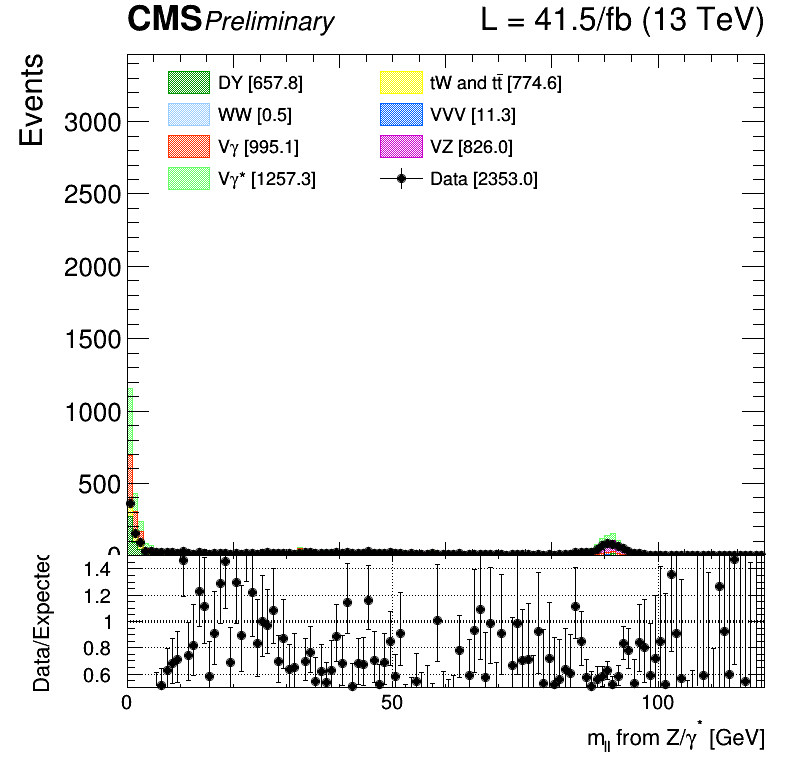 CMS Preliminary L = 41.5/fb (13 TeV)
Events
3000
2500
2000
1500
1000
500
0
DY [657.8]
WW [0.5]
Vγ [995.1]
Vγ* [1257.3]
tW and tt̄ [774.6]
VVV [11.3]
VZ [826.0]
Data [2353.0]
Data/Expected
1.4
1.2
1
0.8
0.6
0 50 100
m_ll from Z/γ* [GeV]